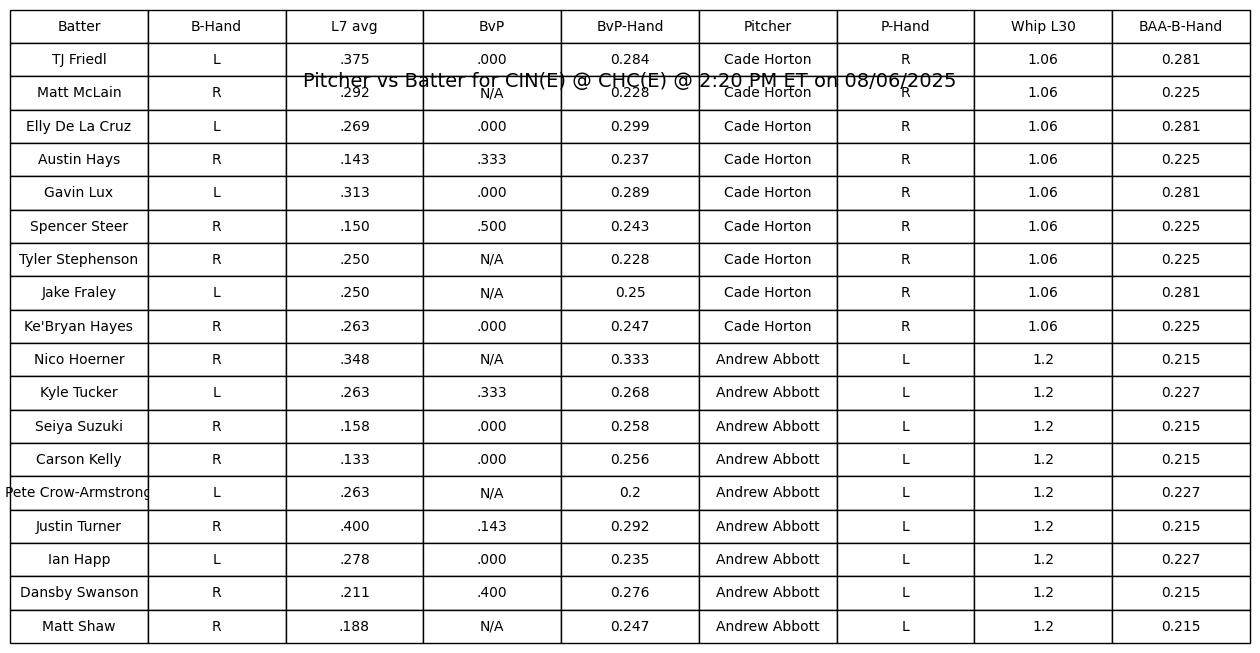 Batter B-Hand L7 avg BvP BvP-Hand Pitcher P-Hand Whip L30 BAA-B-Hand
TJ Friedl L .375 .000 0.284 Cade Horton R 1.06 0.281
Pitcher vs Batter for CIN(E) @ CHC(E) @ 2:20 PM ET on 08/06/2025
Matt McLain R .292 N/A 0.228 Cade Horton R 1.06 0.225
Elly De La Cruz L .269 .000 0.299 Cade Horton R 1.06 0.281
Austin Hays R .143 .333 0.237 Cade Horton R 1.06 0.225
Gavin Lux L .313 .000 0.289 Cade Horton R 1.06 0.281
Spencer Steer R .150 .500 0.243 Cade Horton R 1.06 0.225
Tyler Stephenson R .250 N/A 0.228 Cade Horton R 1.06 0.225
Jake Fraley L .250 N/A 0.25 Cade Horton R 1.06 0.281
Ke'Bryan Hayes R .263 .000 0.247 Cade Horton R 1.06 0.225
Nico Hoerner R .348 N/A 0.333 Andrew Abbott L 1.2 0.215
Kyle Tucker L .263 .333 0.268 Andrew Abbott L 1.2 0.227
Seiya Suzuki R .158 .000 0.258 Andrew Abbott L 1.2 0.215
Carson Kelly R .133 .000 0.256 Andrew Abbott L 1.2 0.215
Pete Crow-Armstrong L .263 N/A 0.2 Andrew Abbott L 1.2 0.227
Justin Turner R .400 .143 0.292 Andrew Abbott L 1.2 0.215
Ian Happ L .278 .000 0.235 Andrew Abbott L 1.2 0.227
Dansby Swanson R .211 .400 0.276 Andrew Abbott L 1.2 0.215
Matt Shaw R .188 N/A 0.247 Andrew Abbott L 1.2 0.215